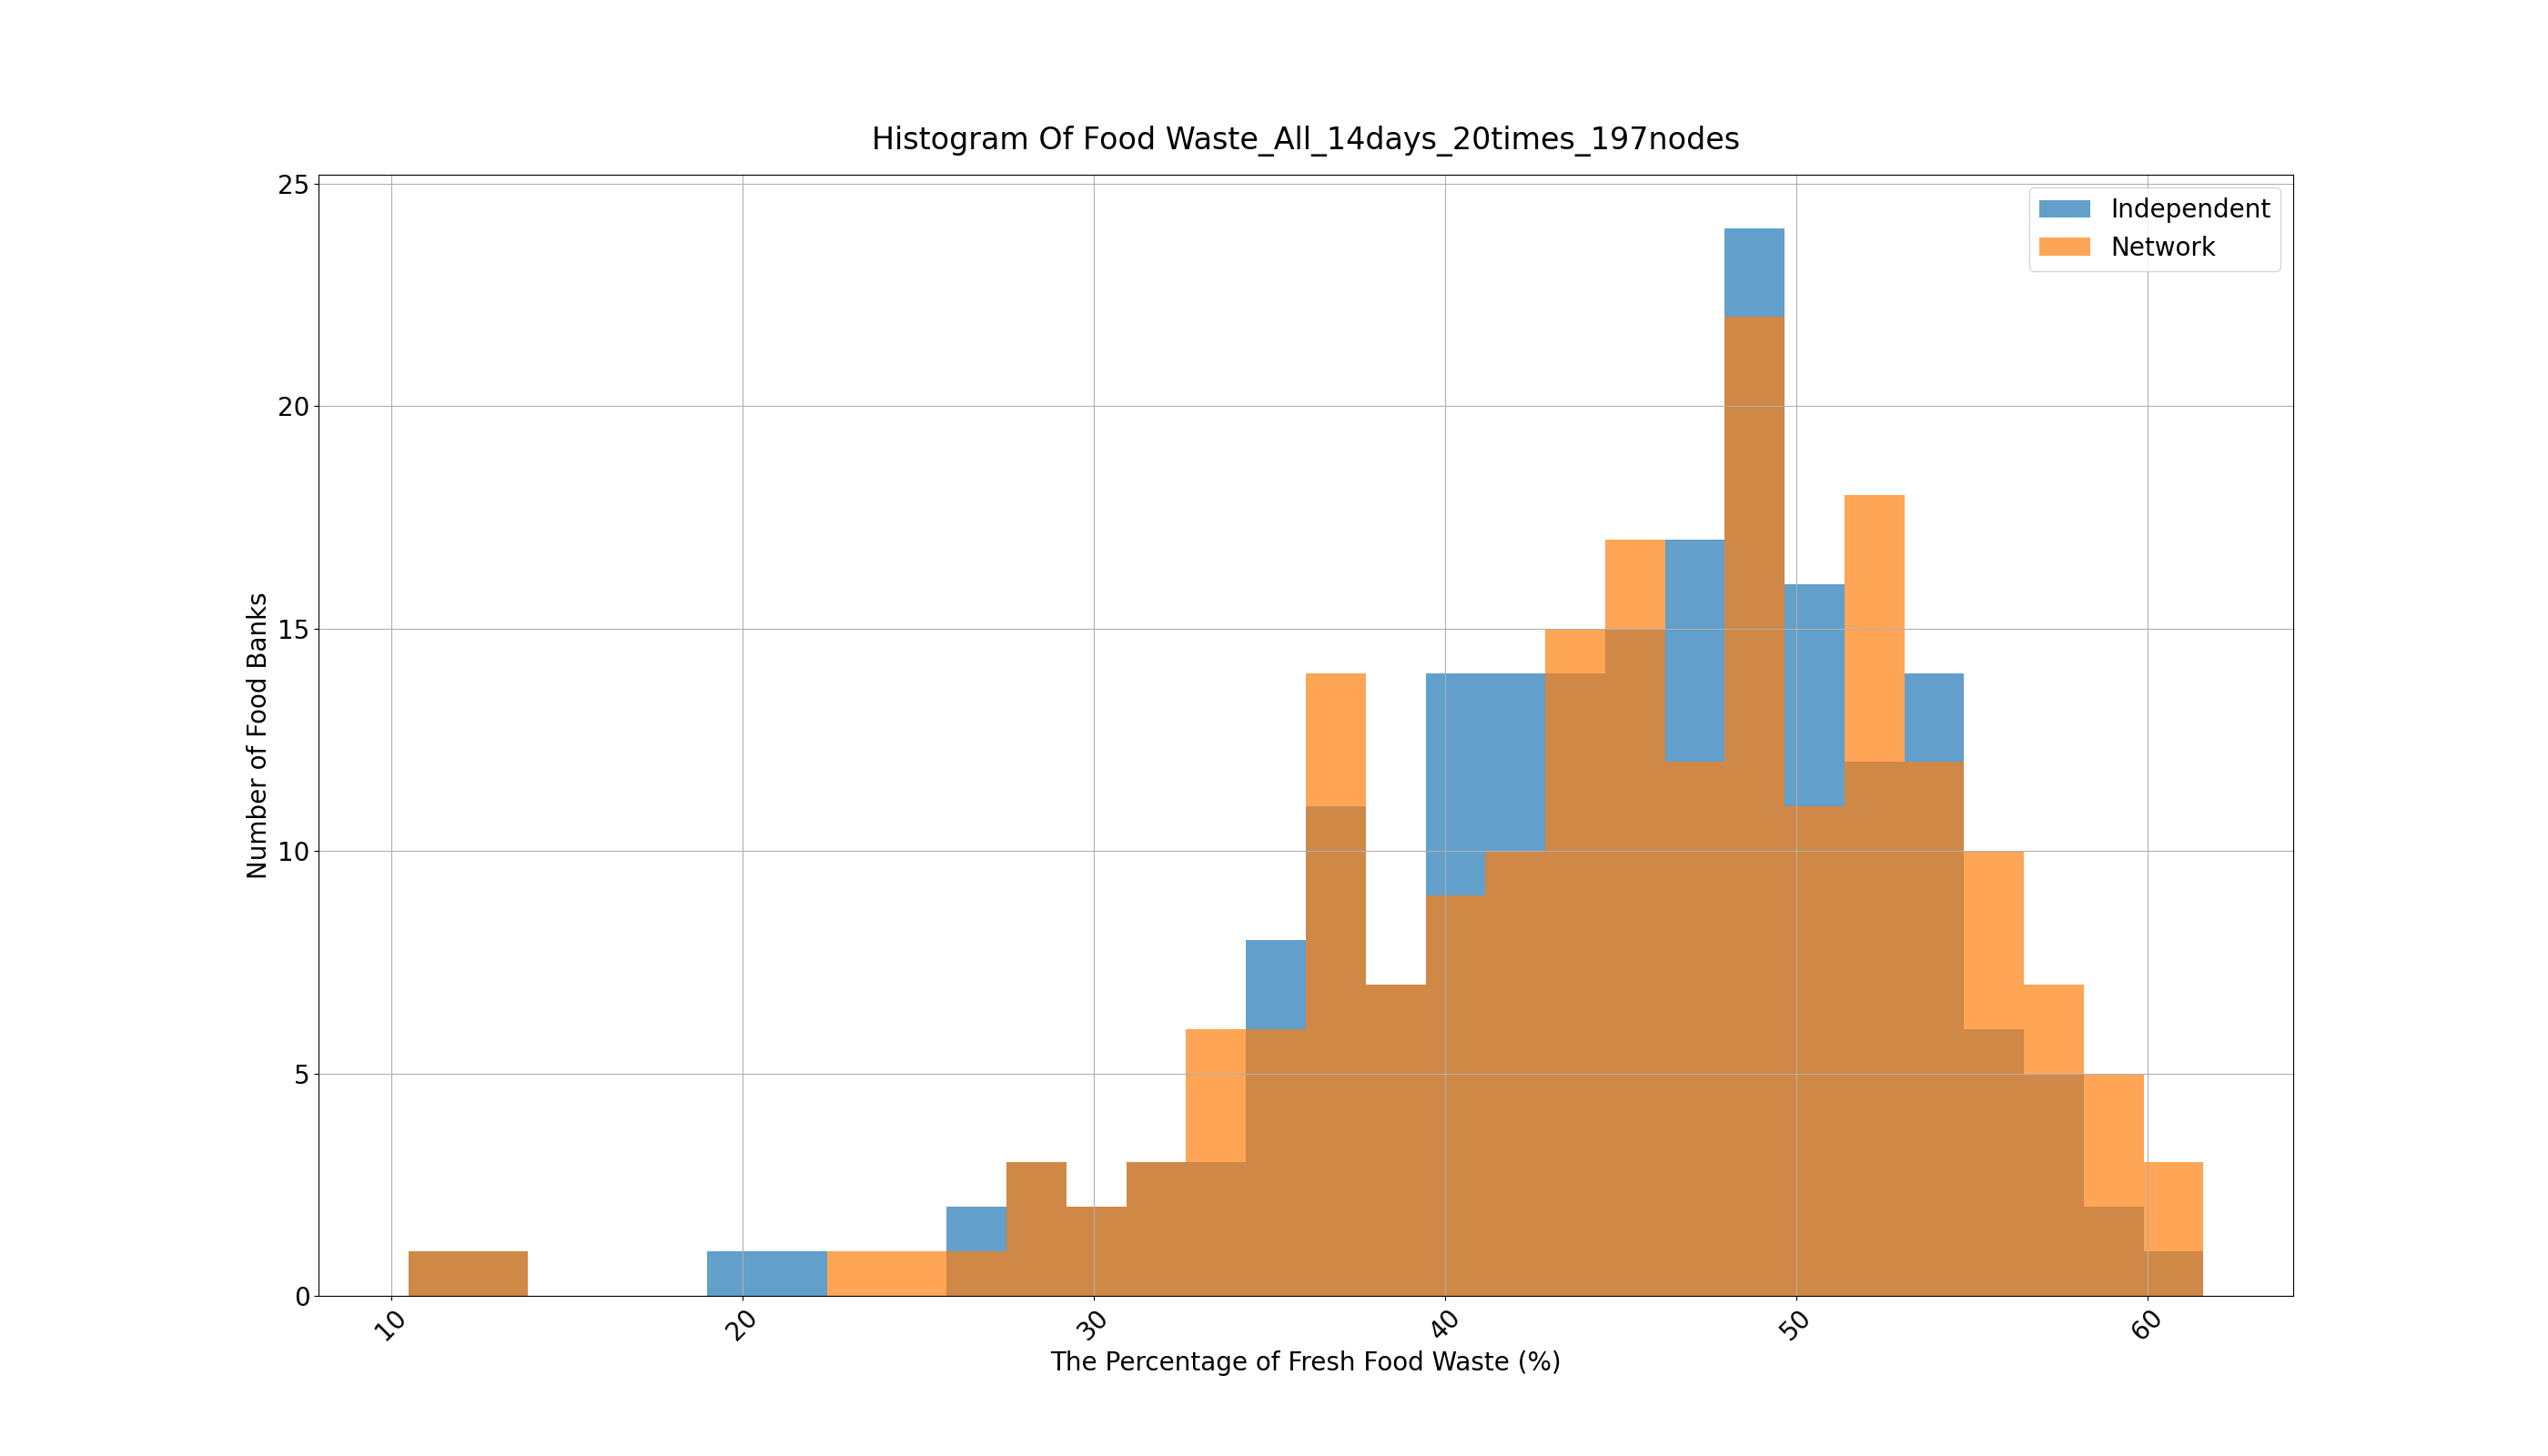 Histogram Of Food Waste_All_14days_20times_197nodes
25
20
15
10
5
0
Number of Food Banks
Independent
Network
10
20
30
40
50
60
The Percentage of Fresh Food Waste (%)